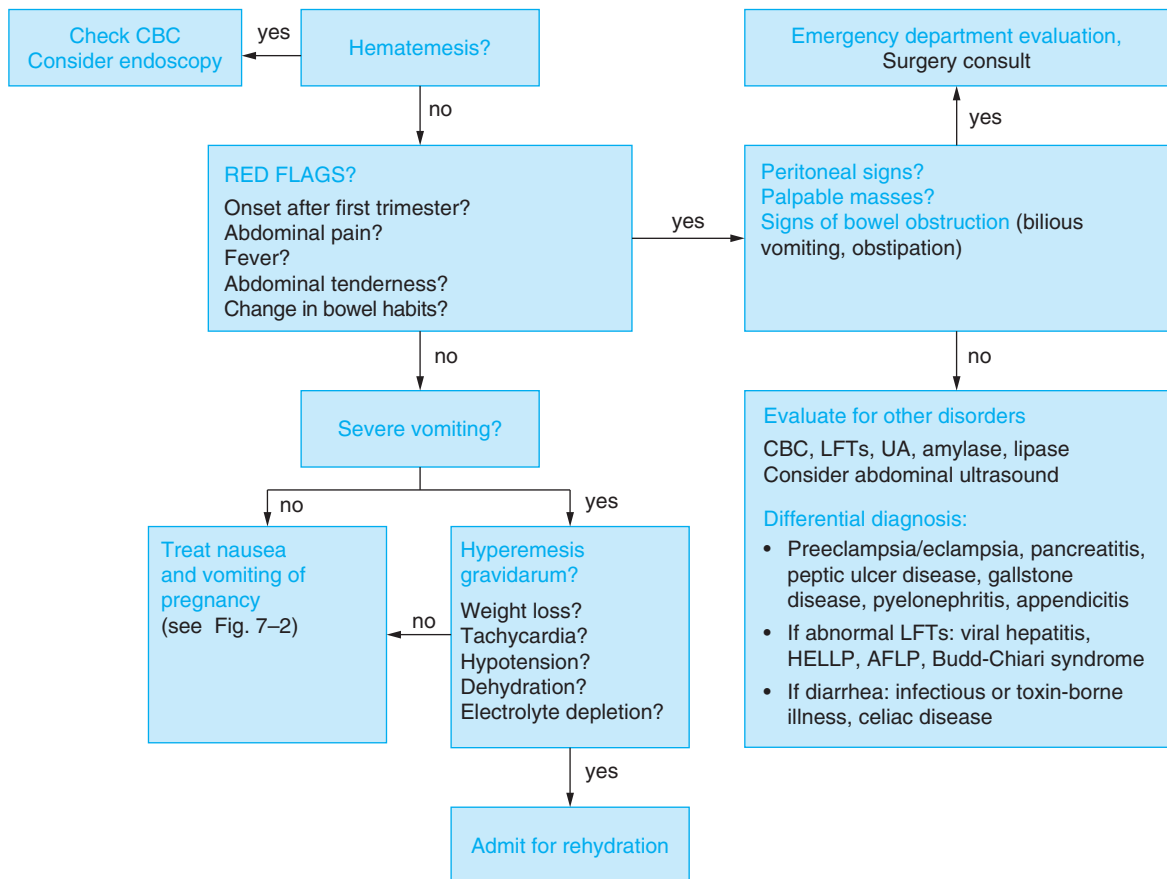 Check CBC
Consider endoscopy
yes
Hematemesis?
no
Emergency department evaluation,
Surgery consult
yes
RED FLAGS?
Onset after first trimester?
Abdominal pain?
Fever?
Abdominal tenderness?
Change in bowel habits?
yes
Peritoneal signs?
Palpable masses?
Signs of bowel obstruction (bilious
vomiting, obstipation)
no
no
Severe vomiting?
no
yes
Treat nausea
and vomiting of
pregnancy
(see Fig. 7–2)
no
Hyperemesis
gravidarum?
Weight loss?
Tachycardia?
Hypotension?
Dehydration?
Electrolyte depletion?
yes
Admit for rehydration
Evaluate for other disorders
CBC, LFTs, UA, amylase, lipase
Consider abdominal ultrasound
Differential diagnosis:
• Preeclampsia/eclampsia, pancreatitis,
peptic ulcer disease, gallstone
disease, pyelonephritis, appendicitis
• If abnormal LFTs: viral hepatitis,
HELLP, AFLP, Budd-Chiari syndrome
• If diarrhea: infectious or toxin-borne
illness, celiac disease